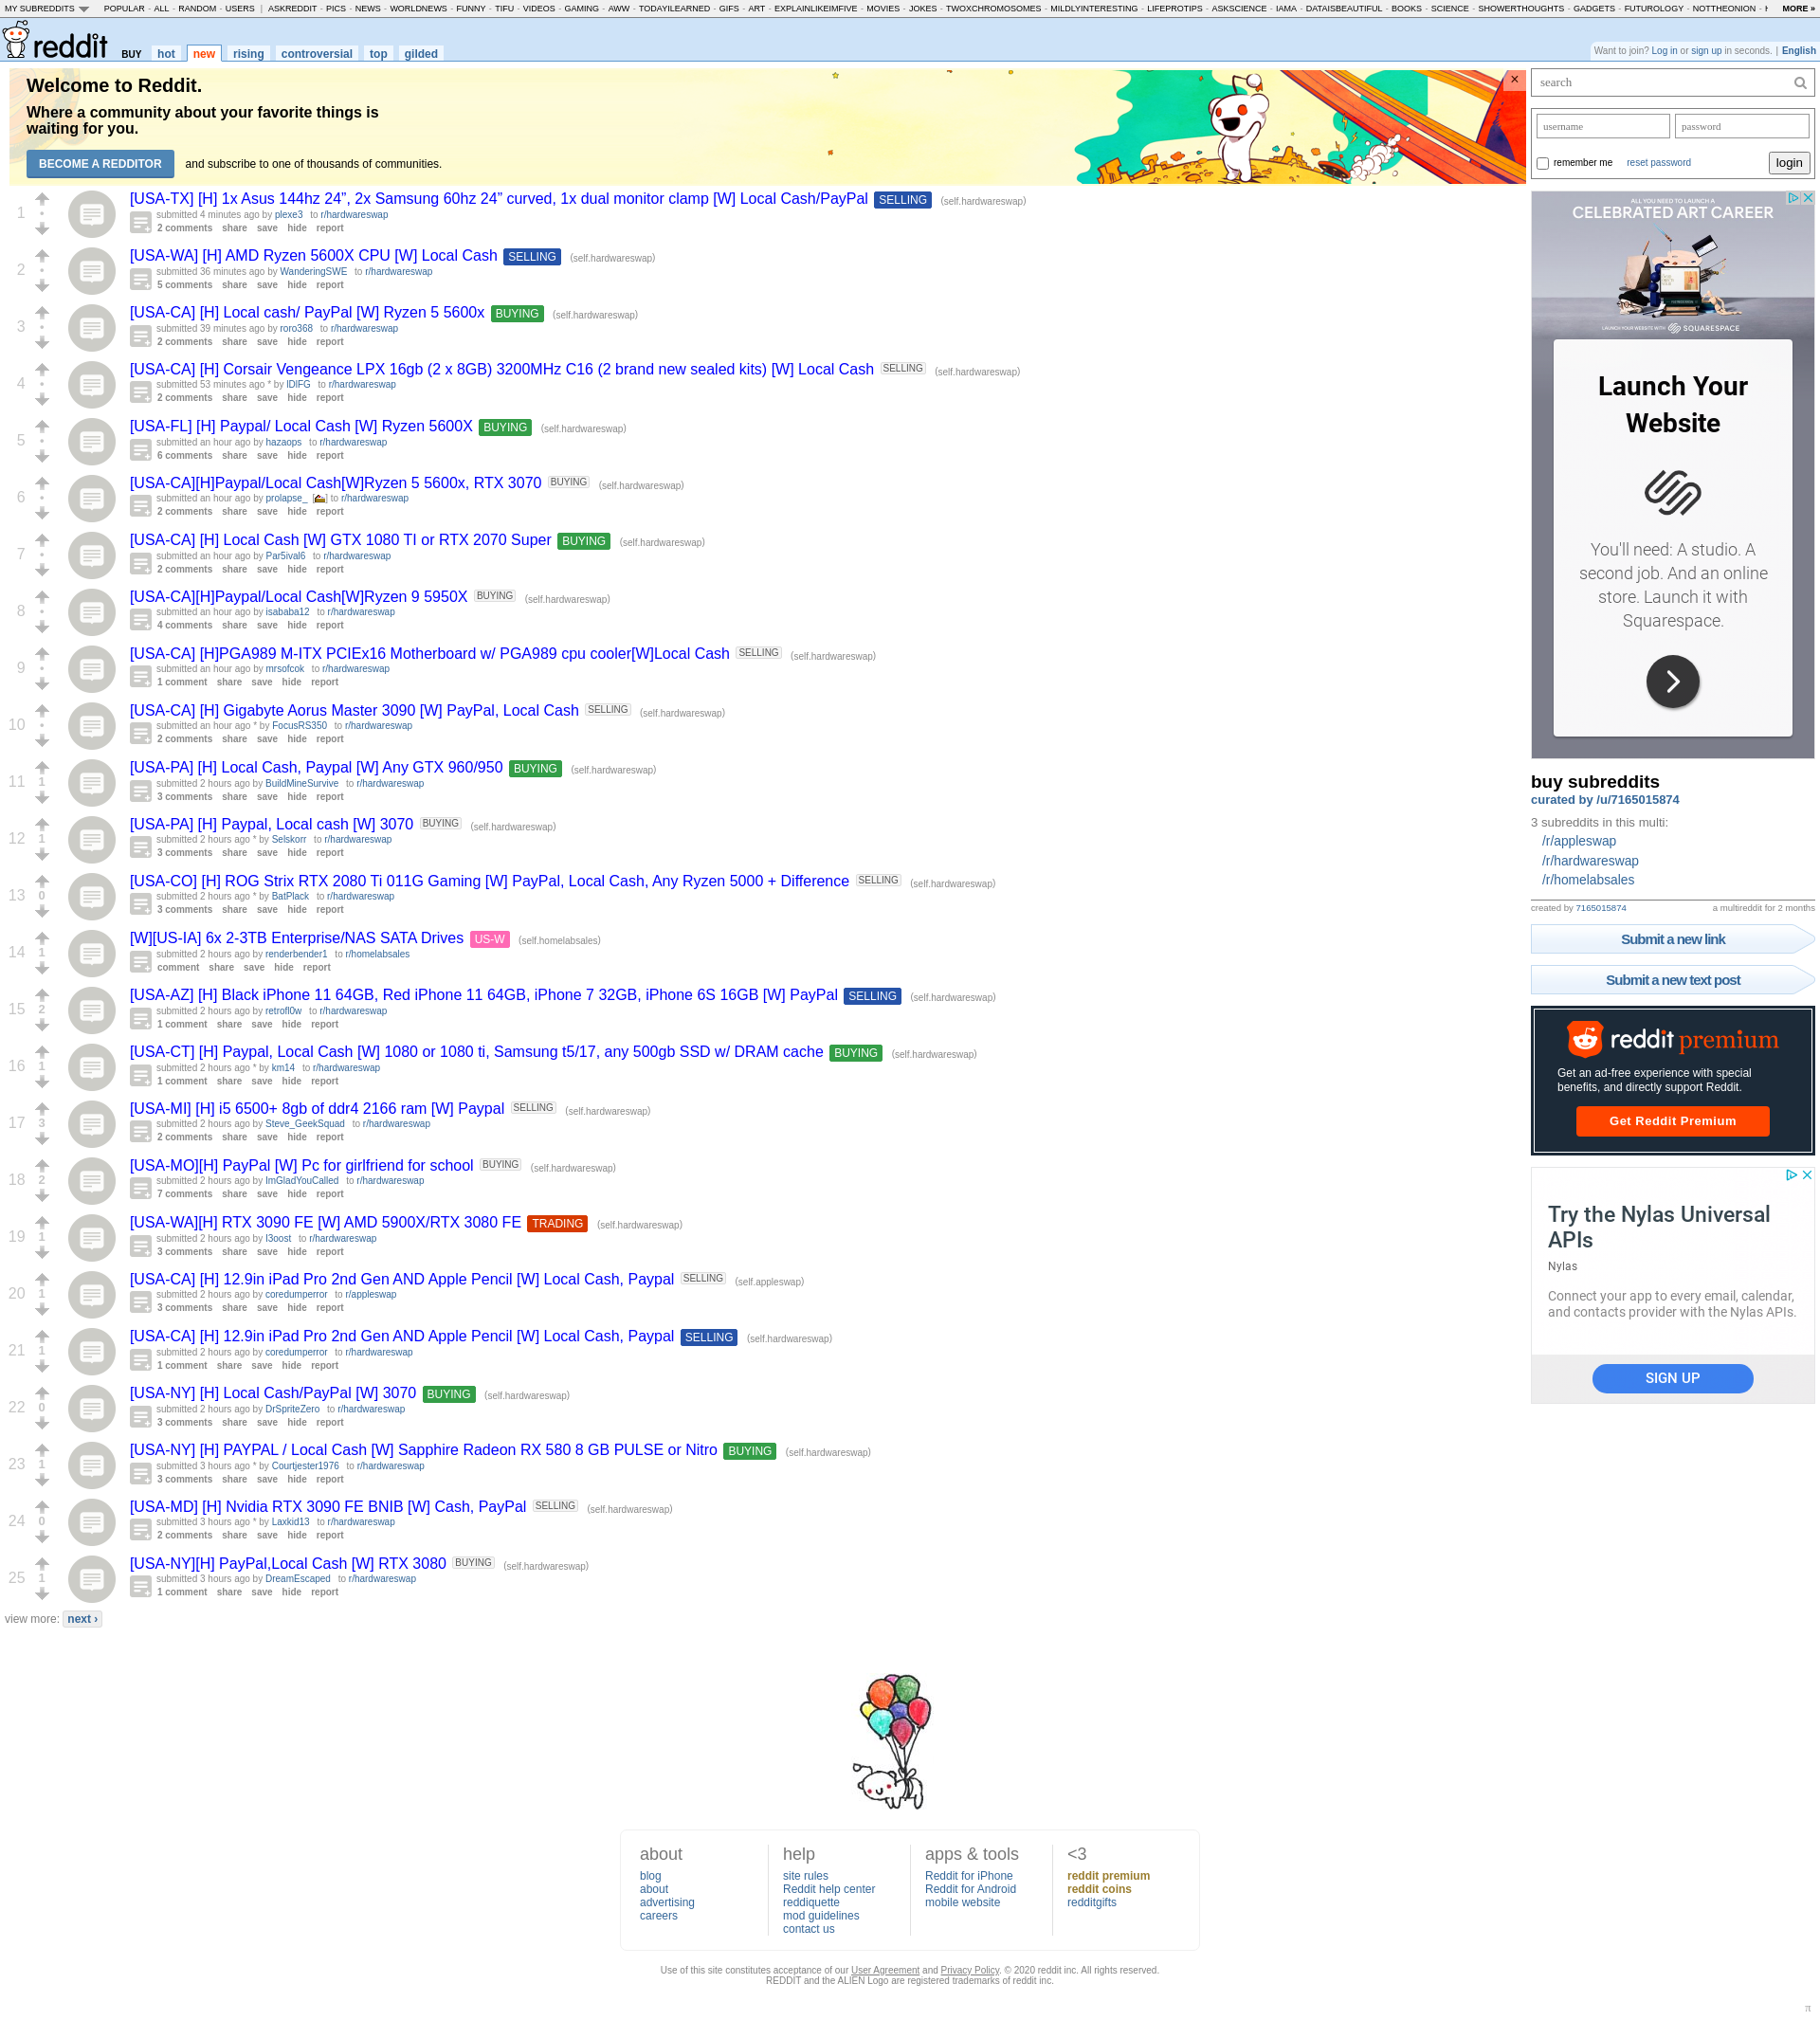 MY SUBREDDITS POPULAR - ALL - RANDOM - USERS | ASKREDDIT - PICS - NEWS - WORLDNEWS - FUNNY - TIFU - VIDEOS - GAMING - AWW - TODAYILEARNED - GIFS - ART - EXPLAINLIKEIMFIVE - MOVIES - JOKES - TWOXCHROMOSOMES - MILDLYINTERESTING - LIFEPROTIPS - ASKSCIENCE - IAMA - DATAISBEAUTIFUL - BOOKS - SCIENCE - SHOWERTHOUGHTS - GADGETS - FUTUROLOGY - NOTTHEONION - MORE »
reddit BUY hot new rising controversial top gilded
Want to join? Log in or sign up in seconds. | English
Welcome to Reddit.
Where a community about your favorite things is
waiting for you.
BECOME A REDDITOR and subscribe to one of thousands of communities.
×
1
[USA-TX] [H] 1x Asus 144hz 24”, 2x Samsung 60hz 24” curved, 1x dual monitor clamp [W] Local Cash/PayPal SELLING (self.hardwareswap)
submitted 4 minutes ago by plexe3 to r/hardwareswap
2 comments share save hide report
2
[USA-WA] [H] AMD Ryzen 5600X CPU [W] Local Cash SELLING (self.hardwareswap)
submitted 36 minutes ago by WanderingSWE to r/hardwareswap
5 comments share save hide report
3
[USA-CA] [H] Local cash/ PayPal [W] Ryzen 5 5600x BUYING (self.hardwareswap)
submitted 39 minutes ago by roro368 to r/hardwareswap
2 comments share save hide report
4
[USA-CA] [H] Corsair Vengeance LPX 16gb (2 x 8GB) 3200MHz C16 (2 brand new sealed kits) [W] Local Cash SELLING (self.hardwareswap)
submitted 53 minutes ago * by IDIFG to r/hardwareswap
2 comments share save hide report
5
[USA-FL] [H] Paypal/ Local Cash [W] Ryzen 5600X BUYING (self.hardwareswap)
submitted an hour ago by hazaops to r/hardwareswap
6 comments share save hide report
6
[USA-CA][H]Paypal/Local Cash[W]Ryzen 5 5600x, RTX 3070 BUYING (self.hardwareswap)
submitted an hour ago by prolapse_ [] to r/hardwareswap
2 comments share save hide report
7
[USA-CA] [H] Local Cash [W] GTX 1080 TI or RTX 2070 Super BUYING (self.hardwareswap)
submitted an hour ago by Par5ival6 to r/hardwareswap
2 comments share save hide report
8
[USA-CA][H]Paypal/Local Cash[W]Ryzen 9 5950X BUYING (self.hardwareswap)
submitted an hour ago by isababa12 to r/hardwareswap
4 comments share save hide report
9
[USA-CA] [H]PGA989 M-ITX PCIEx16 Motherboard w/ PGA989 cpu cooler[W]Local Cash SELLING (self.hardwareswap)
submitted an hour ago by mrsofcok to r/hardwareswap
1 comment share save hide report
10
[USA-CA] [H] Gigabyte Aorus Master 3090 [W] PayPal, Local Cash SELLING (self.hardwareswap)
submitted an hour ago * by FocusRS350 to r/hardwareswap
2 comments share save hide report
11 1
[USA-PA] [H] Local Cash, Paypal [W] Any GTX 960/950 BUYING (self.hardwareswap)
submitted 2 hours ago by BuildMineSurvive to r/hardwareswap
3 comments share save hide report
12 1
[USA-PA] [H] Paypal, Local cash [W] 3070 BUYING (self.hardwareswap)
submitted 2 hours ago * by Selskorr to r/hardwareswap
3 comments share save hide report
13 0
[USA-CO] [H] ROG Strix RTX 2080 Ti 011G Gaming [W] PayPal, Local Cash, Any Ryzen 5000 + Difference SELLING (self.hardwareswap)
submitted 2 hours ago * by BatPlack to r/hardwareswap
3 comments share save hide report
14 1
[W][US-IA] 6x 2-3TB Enterprise/NAS SATA Drives US-W (self.homelabsales)
submitted 2 hours ago by renderbender1 to r/homelabsales
comment share save hide report
15 2
[USA-AZ] [H] Black iPhone 11 64GB, Red iPhone 11 64GB, iPhone 7 32GB, iPhone 6S 16GB [W] PayPal SELLING (self.hardwareswap)
submitted 2 hours ago by retrofl0w to r/hardwareswap
1 comment share save hide report
16 1
[USA-CT] [H] Paypal, Local Cash [W] 1080 or 1080 ti, Samsung t5/17, any 500gb SSD w/ DRAM cache BUYING (self.hardwareswap)
submitted 2 hours ago * by km14 to r/hardwareswap
1 comment share save hide report
17 3
[USA-MI] [H] i5 6500+ 8gb of ddr4 2166 ram [W] Paypal SELLING (self.hardwareswap)
submitted 2 hours ago by Steve_GeekSquad to r/hardwareswap
2 comments share save hide report
18 2
[USA-MO][H] PayPal [W] Pc for girlfriend for school BUYING (self.hardwareswap)
submitted 2 hours ago by ImGladYouCalled to r/hardwareswap
7 comments share save hide report
19 1
[USA-WA][H] RTX 3090 FE [W] AMD 5900X/RTX 3080 FE TRADING (self.hardwareswap)
submitted 2 hours ago by I3oost to r/hardwareswap
3 comments share save hide report
20 1
[USA-CA] [H] 12.9in iPad Pro 2nd Gen AND Apple Pencil [W] Local Cash, Paypal SELLING (self.appleswap)
submitted 2 hours ago by coredumperror to r/appleswap
3 comments share save hide report
21 1
[USA-CA] [H] 12.9in iPad Pro 2nd Gen AND Apple Pencil [W] Local Cash, Paypal SELLING (self.hardwareswap)
submitted 2 hours ago by coredumperror to r/hardwareswap
1 comment share save hide report
22 0
[USA-NY] [H] Local Cash/PayPal [W] 3070 BUYING (self.hardwareswap)
submitted 2 hours ago by DrSpriteZero to r/hardwareswap
3 comments share save hide report
23 1
[USA-NY] [H] PAYPAL / Local Cash [W] Sapphire Radeon RX 580 8 GB PULSE or Nitro BUYING (self.hardwareswap)
submitted 3 hours ago * by Courtjester1976 to r/hardwareswap
3 comments share save hide report
24 0
[USA-MD] [H] Nvidia RTX 3090 FE BNIB [W] Cash, PayPal SELLING (self.hardwareswap)
submitted 3 hours ago * by Laxkid13 to r/hardwareswap
2 comments share save hide report
25 1
[USA-NY][H] PayPal,Local Cash [W] RTX 3080 BUYING (self.hardwareswap)
submitted 3 hours ago by DreamEscaped to r/hardwareswap
1 comment share save hide report
view more: next ›
search
username password
remember me reset password login
ALL YOU NEED TO LAUNCH A
CELEBRATED ART CAREER
LAUNCH YOUR WEBSITE WITH SQUARESPACE
Launch Your
Website
You'll need: A studio. A
second job. And an online
store. Launch it with
Squarespace.
buy subreddits
curated by /u/7165015874
3 subreddits in this multi:
/r/appleswap
/r/hardwareswap
/r/homelabsales
created by 7165015874 a multireddit for 2 months
Submit a new link
Submit a new text post
reddit premium
Get an ad-free experience with special
benefits, and directly support Reddit.
Get Reddit Premium
Try the Nylas Universal
APIs
Nylas
Connect your app to every email, calendar,
and contacts provider with the Nylas APIs.
SIGN UP
about
blog
about
advertising
careers
help
site rules
Reddit help center
reddiquette
mod guidelines
contact us
apps & tools
Reddit for iPhone
Reddit for Android
mobile website
<3
reddit premium
reddit coins
redditgifts
Use of this site constitutes acceptance of our User Agreement and Privacy Policy. © 2020 reddit inc. All rights reserved.
REDDIT and the ALIEN Logo are registered trademarks of reddit inc.
π